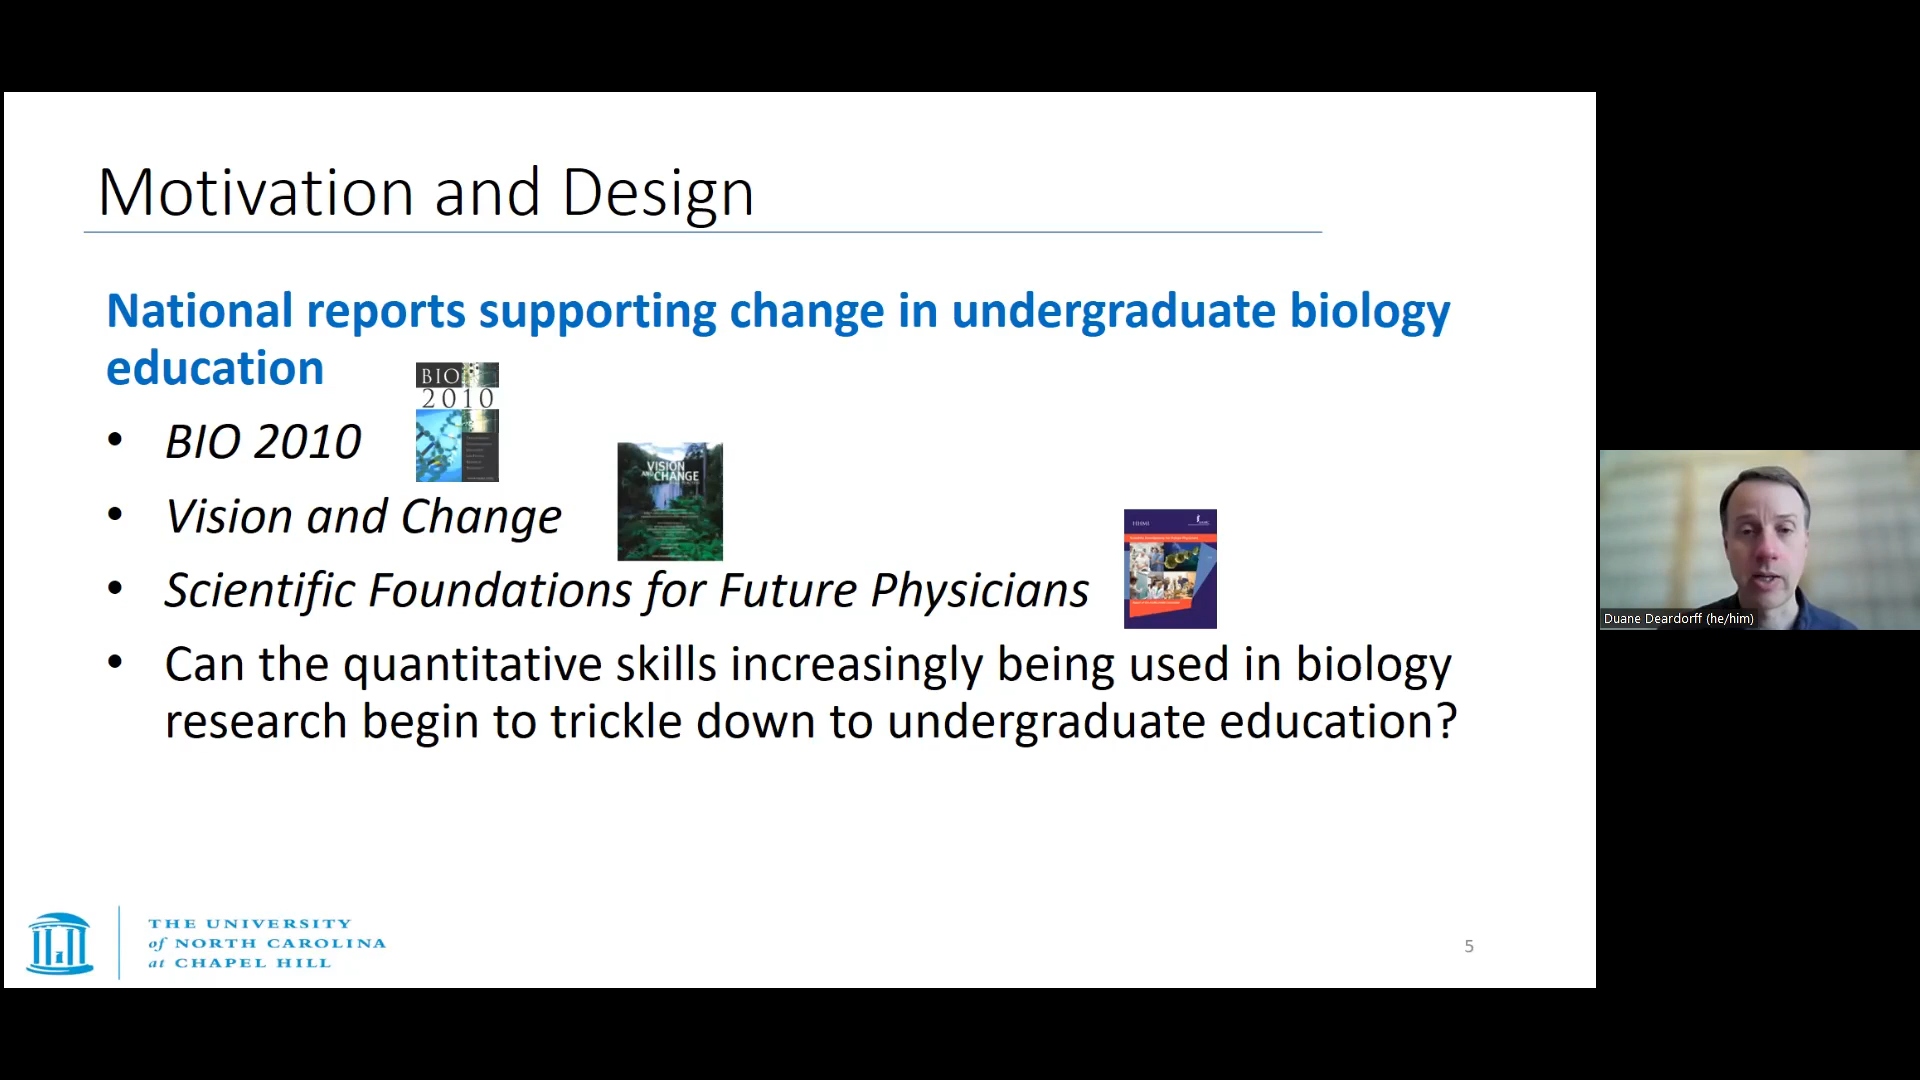 Motivation and Design
National reports supporting change in undergraduate biology
education
BIO
2010
• BIO 2010
VISION
AND CHANGE
• Vision and Change
HHMI
• Scientific Foundations for Future Physicians
• Can the quantitative skills increasingly being used in biology
research begin to trickle down to undergraduate education?
Duane Deardorff (he/him)
THE UNIVERSITY
of NORTH CAROLINA
at CHAPEL HILL
5